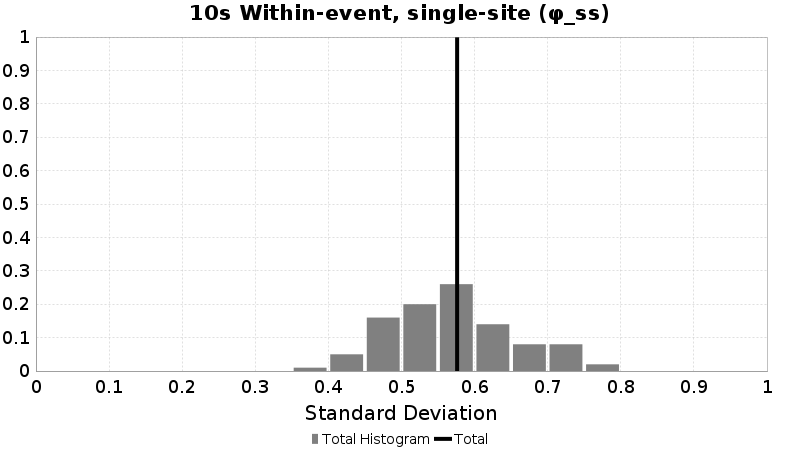 10s Within-event, single-site (φ_ss)
1
0.9
0.8
0.7
0.6
0.5
0.4
0.3
0.2
0.1
0
0 0.1 0.2 0.3 0.4 0.5 0.6 0.7 0.8 0.9 1
Standard Deviation
Total Histogram Total